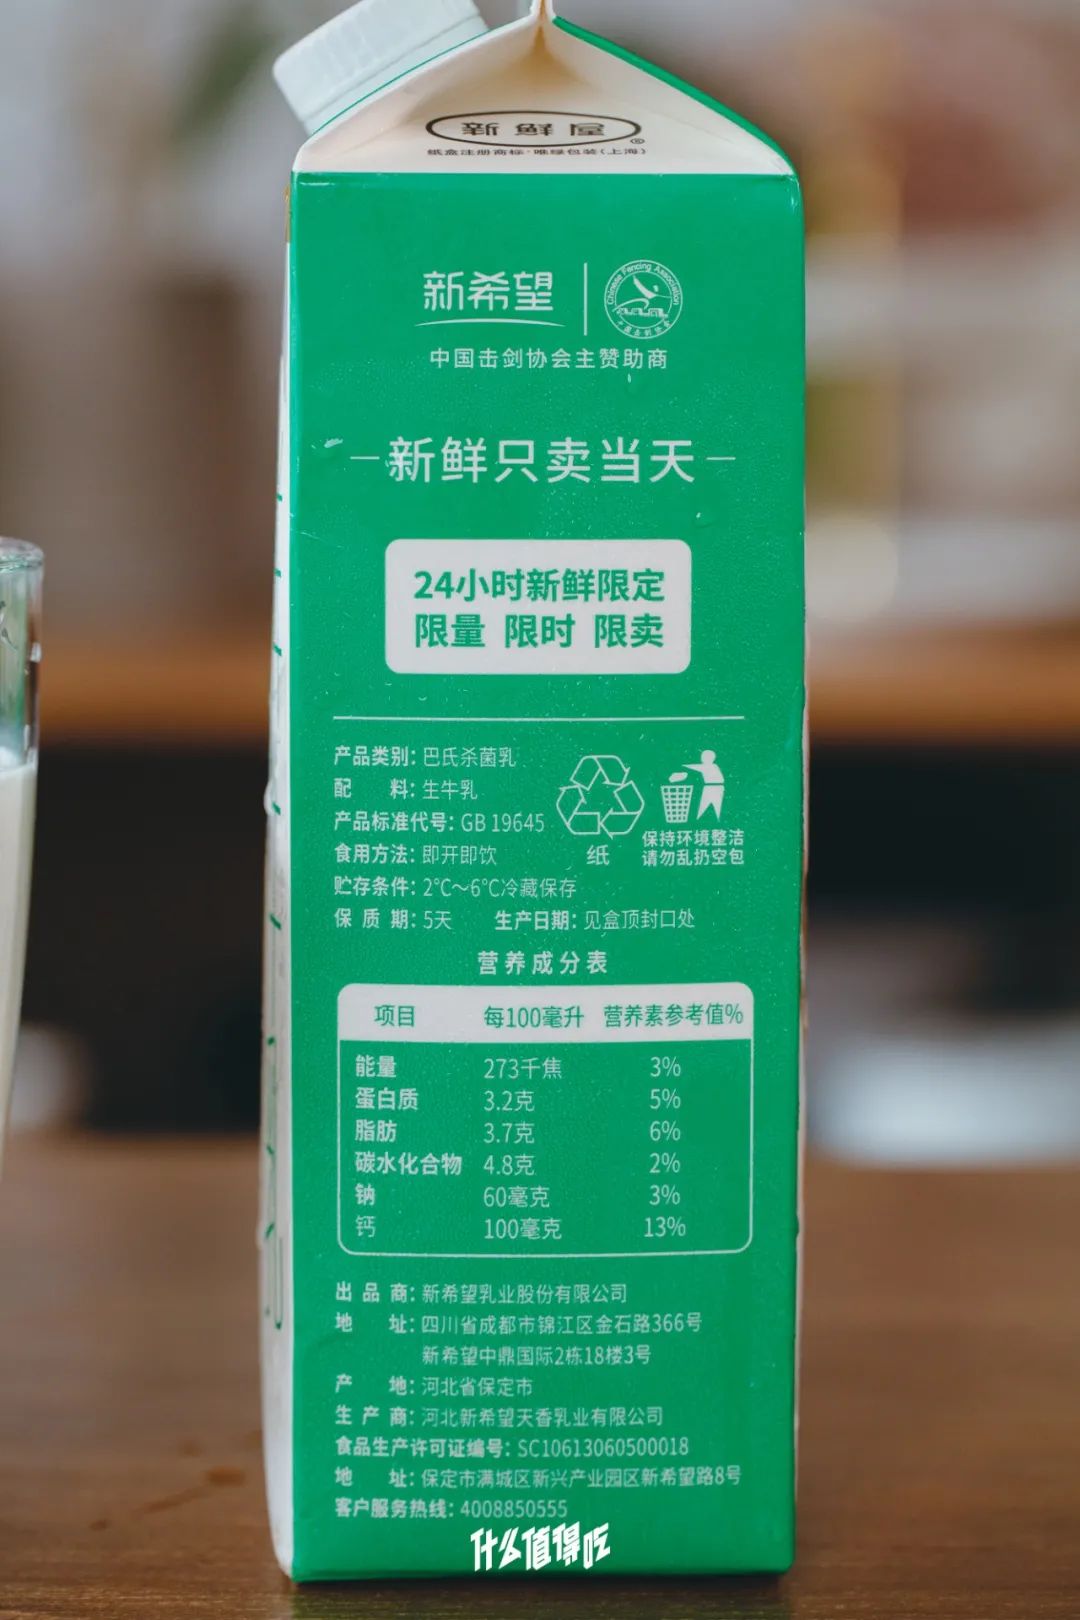 新鲜屋®
纸盒注册商标·唯绿包装(上海)
新希望
Chinese Fencing Association
中国击剑协会
中国击剑协会主赞助商
新鲜只卖当天
24小时新鲜限定
限量 限时 限卖
产品类别：巴氏杀菌乳
配 料：生牛乳
产品标准代号：GB 19645
食用方法：即开即饮
纸
保持环境整洁
请勿乱扔空包
贮存条件：2℃～6℃冷藏保存
保质期：5天 生产日期：见盒顶封口处
营养成分表
项目 每100毫升 营养素参考值%
能量 273千焦 3%
蛋白质 3.2克 5%
脂肪 3.7克 6%
碳水化合物 4.8克 2%
钠 60毫克 3%
钙 100毫克 13%
出品商：新希望乳业股份有限公司
地 址：四川省成都市锦江区金石路366号
新希望中鼎国际2栋18楼3号
产 地：河北省保定市
生产商：河北新希望天香乳业有限公司
食品生产许可证编号：SC10613060500018
地 址：保定市满城区新兴产业园区新希望路8号
客户服务热线：4008850555
什么值得吃